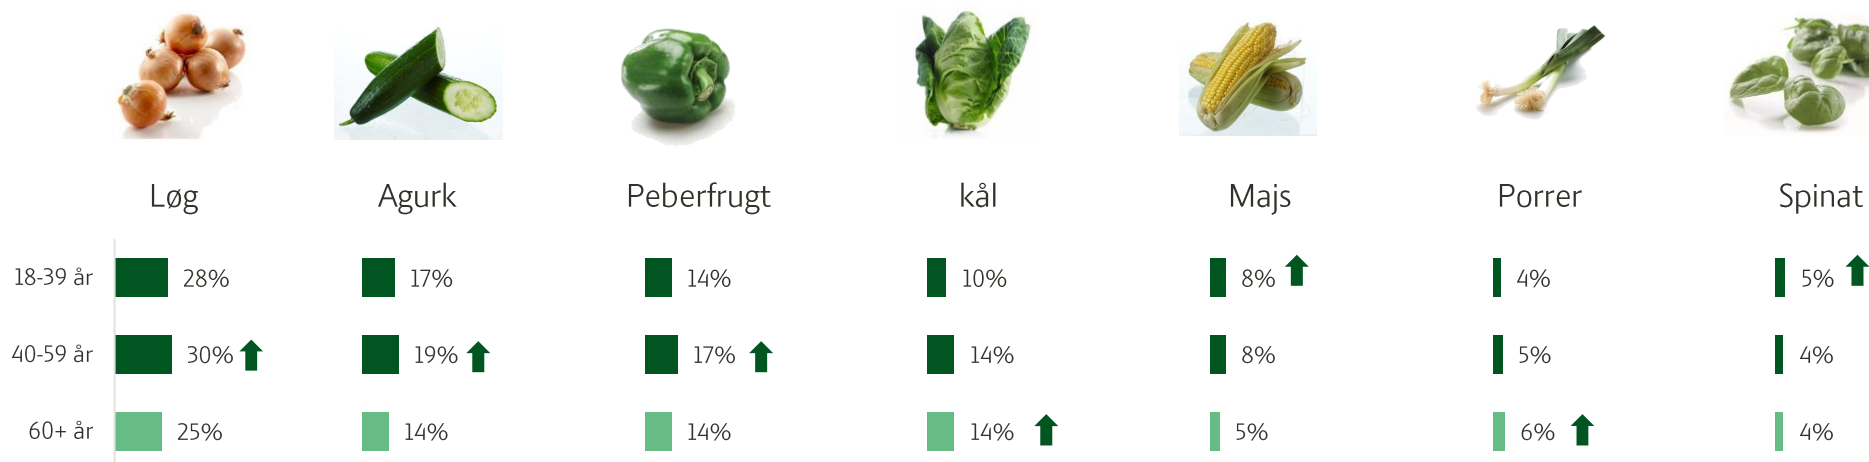 Løg Agurk Peberfrugt kål Majs Porrer Spinat
18-39 år 28% 17% 14% 10% 8% 4% 5%
40-59 år 30% 19% 17% 14% 8% 5% 4%
60+ år 25% 14% 14% 14% 5% 6% 4%